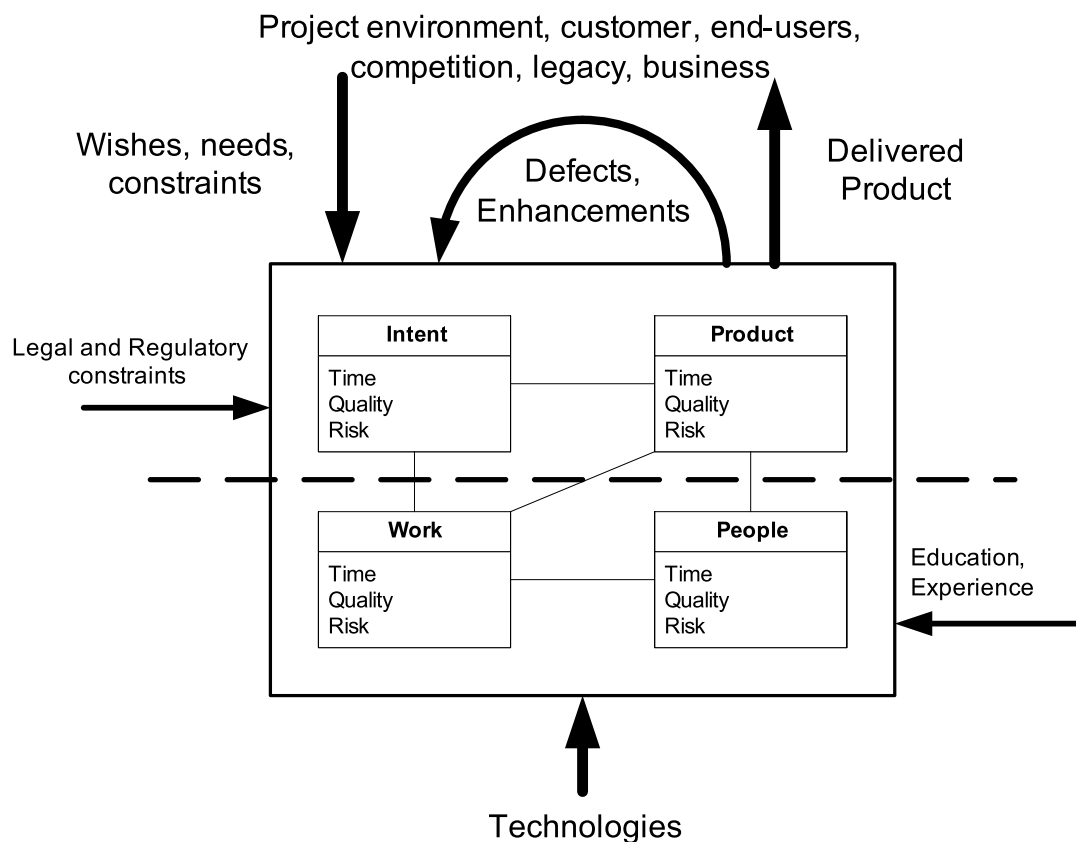 Project environment, customer, end-users,
competition, legacy, business
Wishes, needs,
constraints
Defects,
Enhancements
Delivered
Product
Legal and Regulatory
constraints
Intent
Time
Quality
Risk
Product
Time
Quality
Risk
Work
Time
Quality
Risk
People
Time
Quality
Risk
Education,
Experience
Technologies